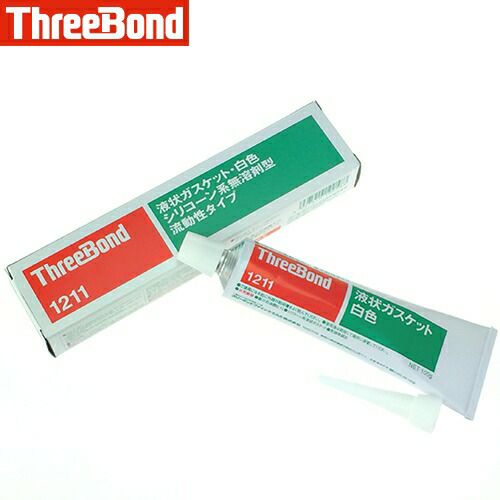 ThreeBond
液状ガスケット・白色
シリコーン系無溶剤型
流動性タイプ
ThreeBond
1211
ThreeBond
1211
液状ガスケット
白色
NET 100g